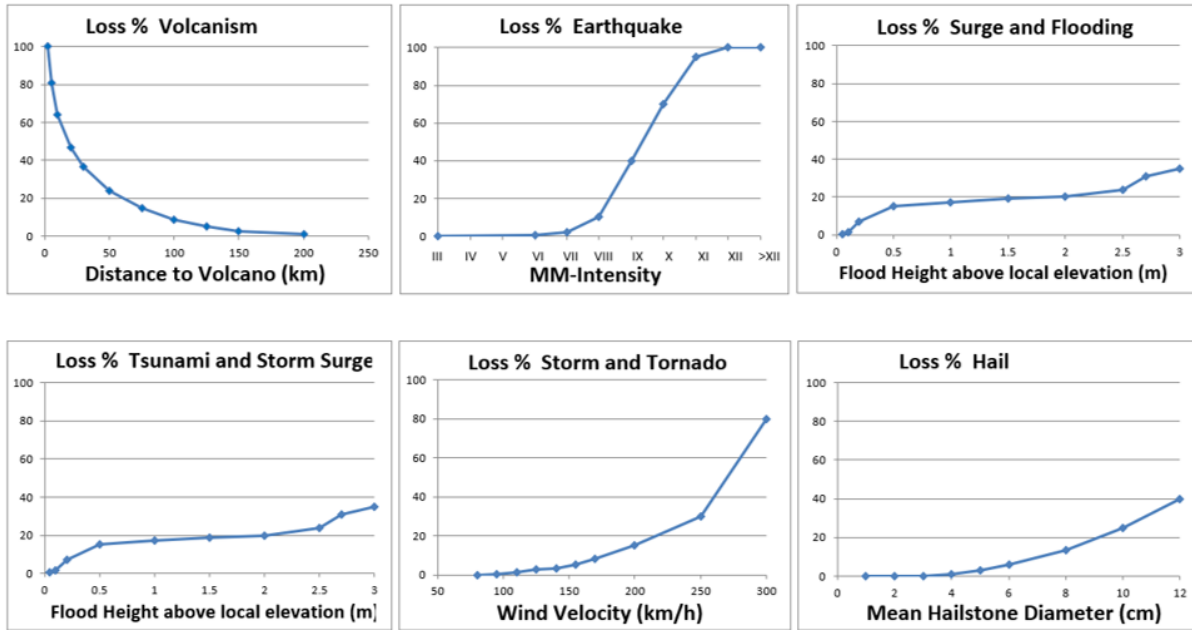 Loss % Volcanism
100
80
60
40
20
0
0 50 100 150 200 250
Distance to Volcano (km)
Loss % Earthquake
100
80
60
40
20
0
III IV V VI VII VIII IX X XI XII >XII
MM-Intensity
Loss % Surge and Flooding
100
80
60
40
20
0
0 0.5 1 1.5 2 2.5 3
Flood Height above local elevation (m)
Loss % Tsunami and Storm Surge
100
80
60
40
20
0
0 0.5 1 1.5 2 2.5 3
Flood Height above local elevation (m)
Loss % Storm and Tornado
100
80
60
40
20
0
50 100 150 200 250 300
Wind Velocity (km/h)
Loss % Hail
100
80
60
40
20
0
0 2 4 6 8 10 12
Mean Hailstone Diameter (cm)